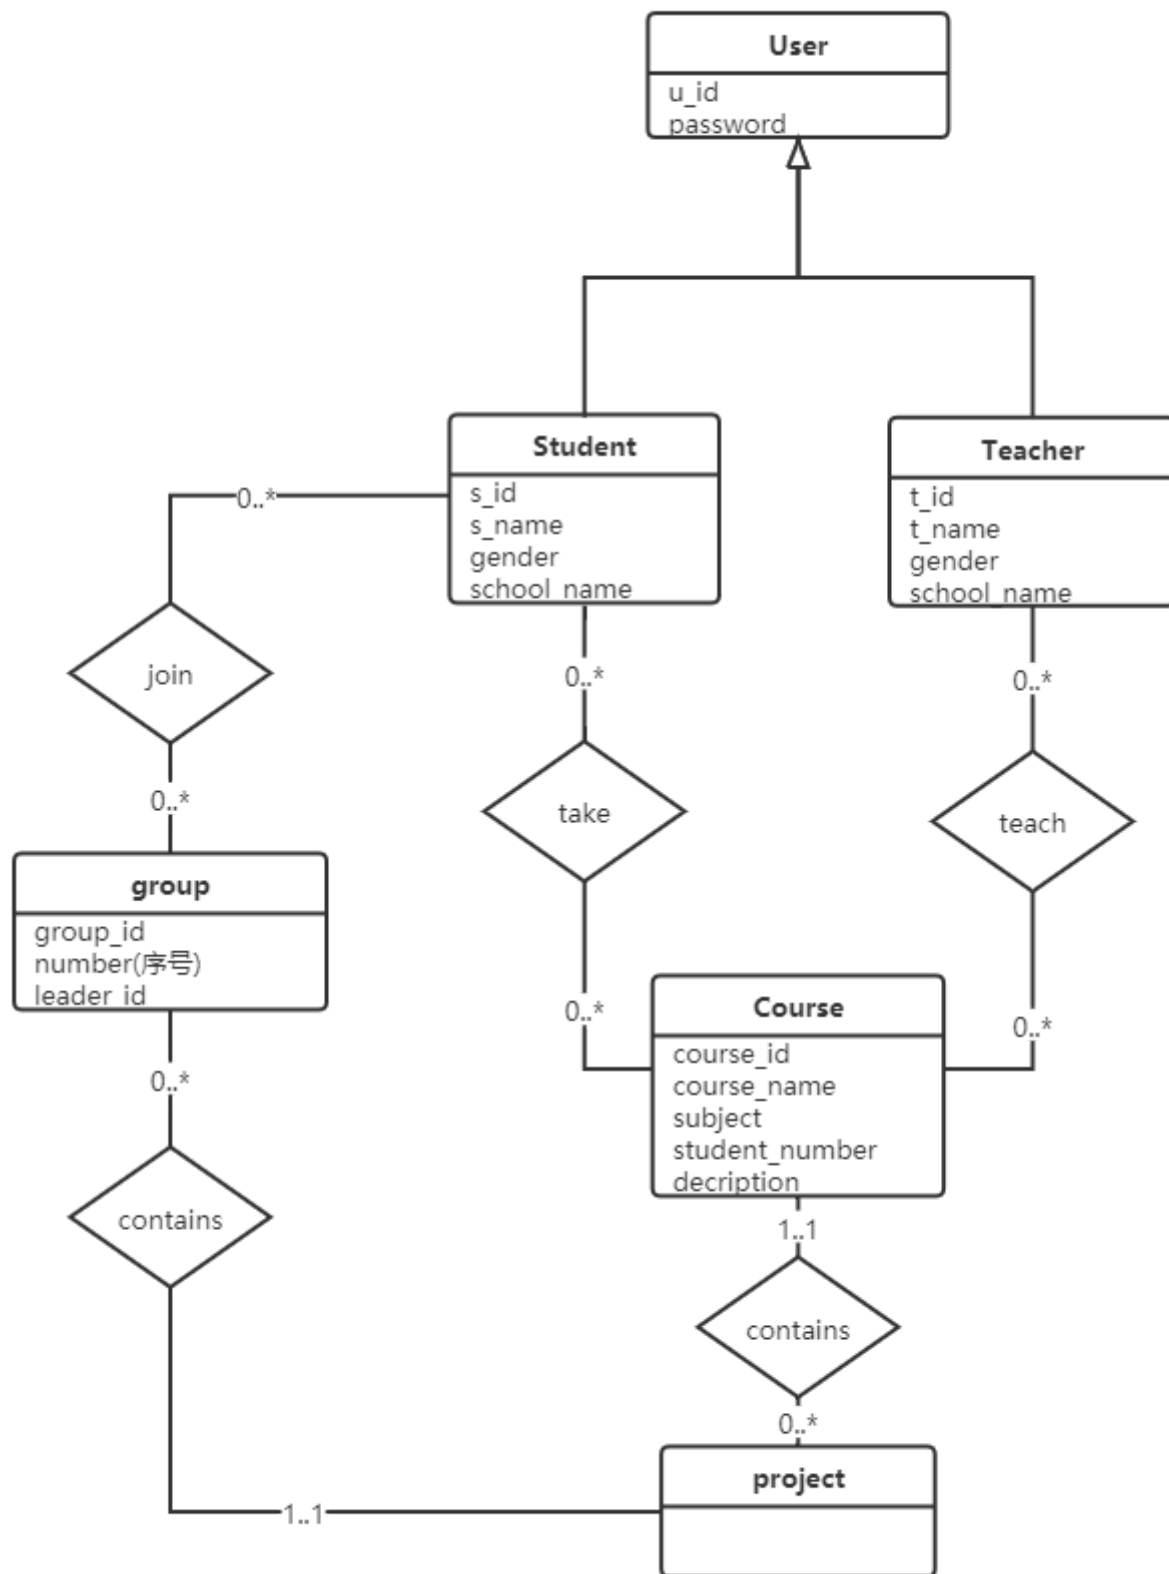 User
u_id
password
Student
s_id
s_name
gender
school_name
Teacher
t_id
t_name
gender
school_name
0..*
join
0..*
0..*
take
0..*
0..*
teach
0..*
group
group_id
number(序号)
leader_id
Course
course_id
course_name
subject
student_number
decription
0..*
contains
1..1
1..1
contains
0..*
project